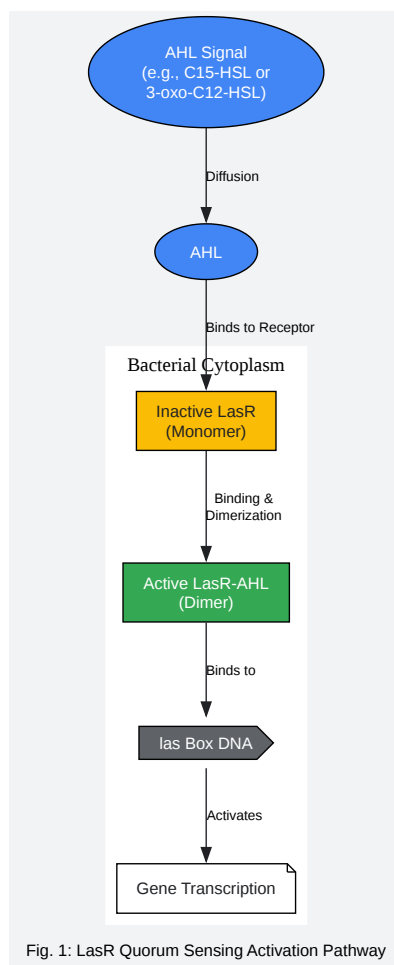 AHL Signal
(e.g., C15-HSL or
3-oxo-C12-HSL)
Diffusion
AHL
Binds to Receptor
Bacterial Cytoplasm
Inactive LasR
(Monomer)
Binding &
Dimerization
Active LasR-AHL
(Dimer)
Binds to
las Box DNA
Activates
Gene Transcription
Fig. 1: LasR Quorum Sensing Activation Pathway